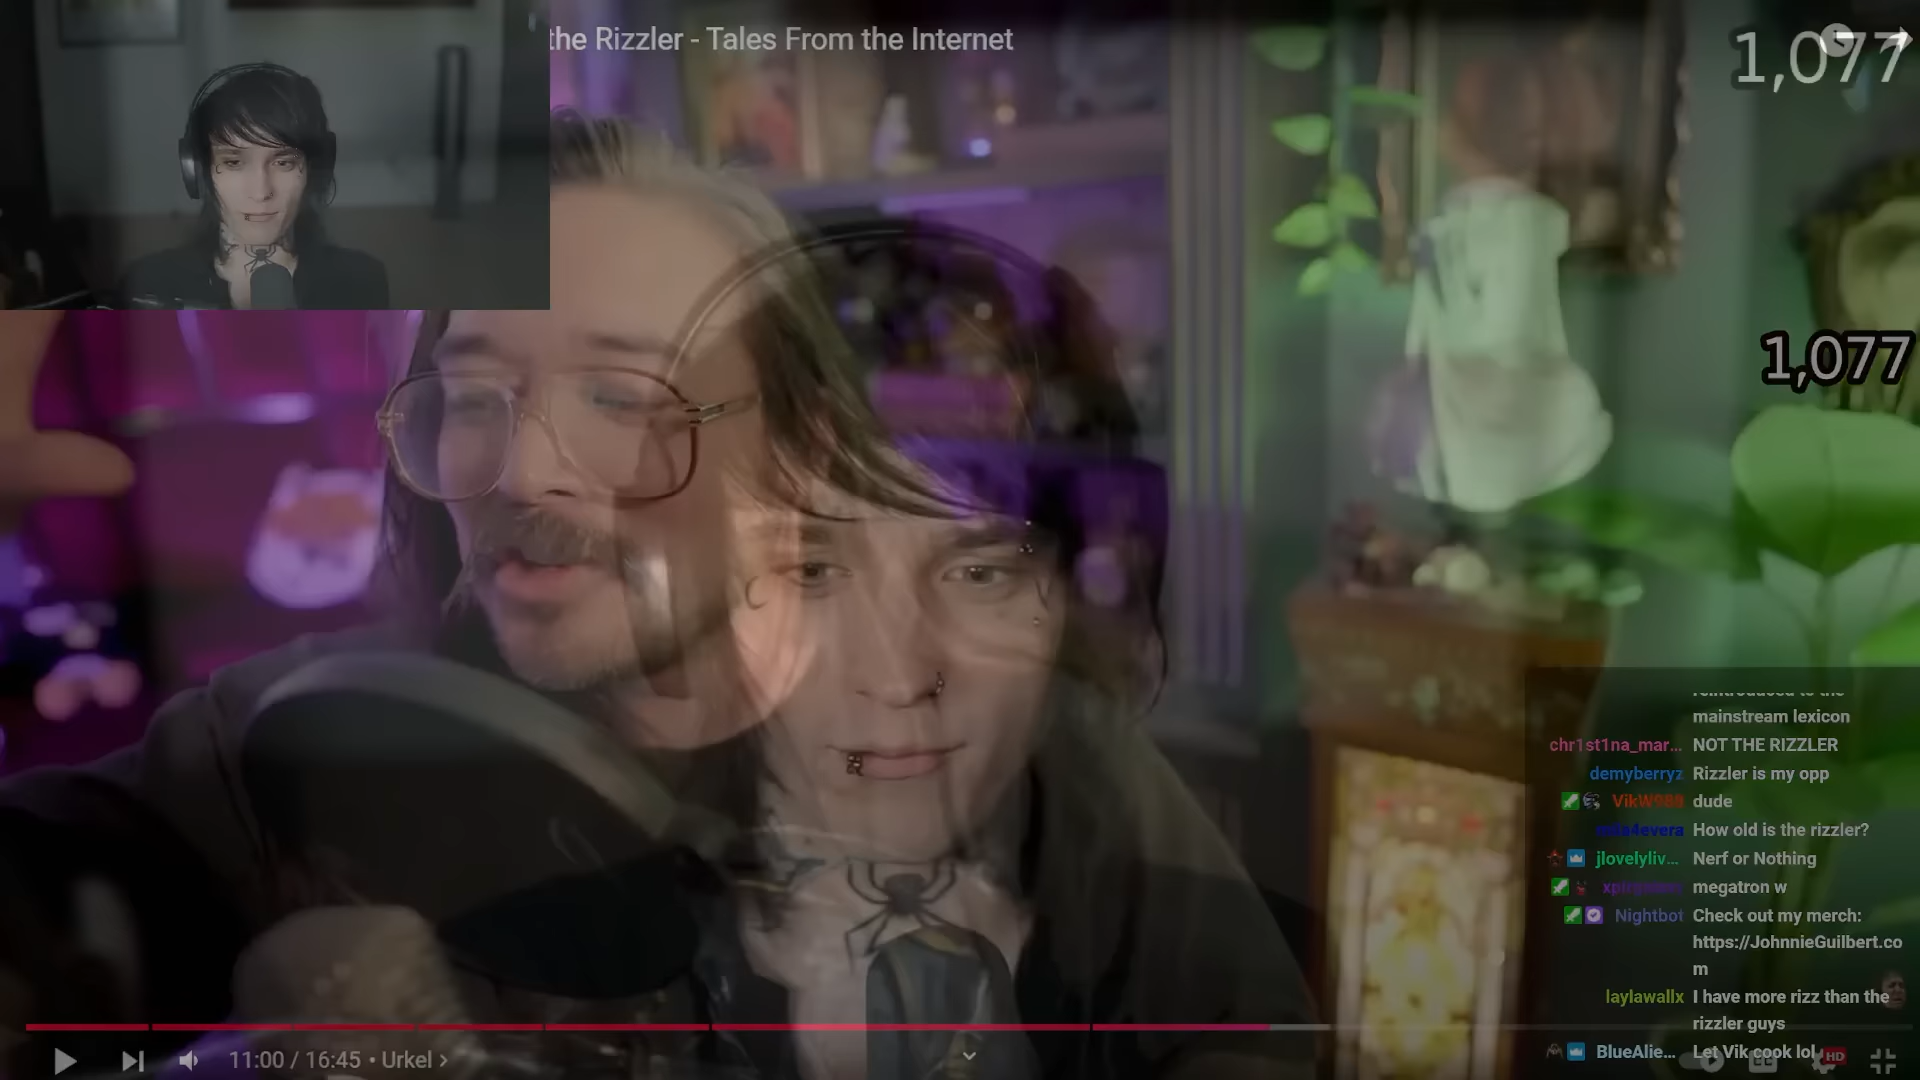 the Rizzler - Tales From the Internet
1,077
1,077
mainstream lexicon
chr1st1na_mar... NOT THE RIZZLER
demyberryz Rizzler is my opp
VikW989 dude
How old is the rizzler?
jlovelyliv... Nerf or Nothing
megatron w
Nightbot Check out my merch:
https://JohnnieGuilbert.co
m
laylawallx I have more rizz than the
rizzler guys
BlueAlie... Let Vik cook lol
11:00 / 16:45 • Urkel >
HD